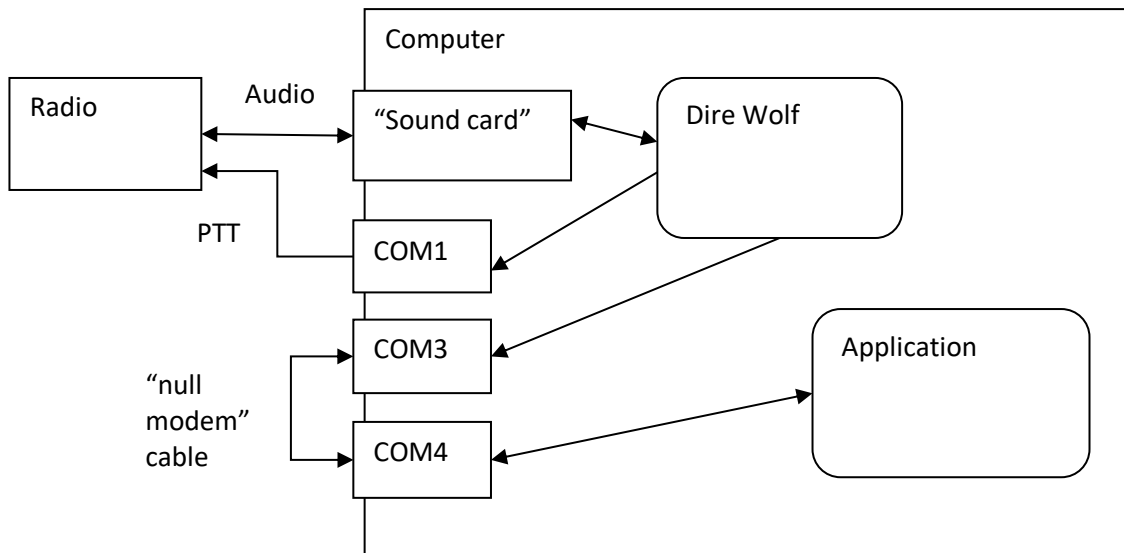 Computer
Radio
Audio
“Sound card”
Dire Wolf
PTT
COM1
COM3
Application
“null
modem”
cable
COM4